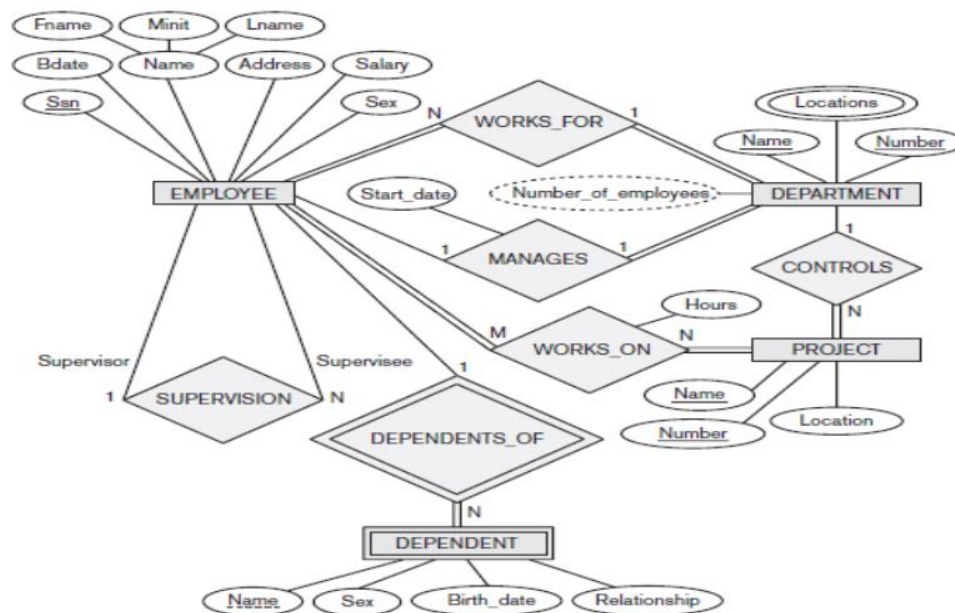 Fname Minit Lname
Bdate Name Address Salary
Ssn Sex
N WORKS_FOR 1
Locations
Name Number
EMPLOYEE
Start_date
Number_of_employees
DEPARTMENT
1 MANAGES 1
1
CONTROLS
N
Hours
M WORKS_ON N
PROJECT
Name
Number
Location
Supervisor Supervisee
1 SUPERVISION N
1
DEPENDENTS_OF
N
DEPENDENT
Name Sex Birth_date Relationship